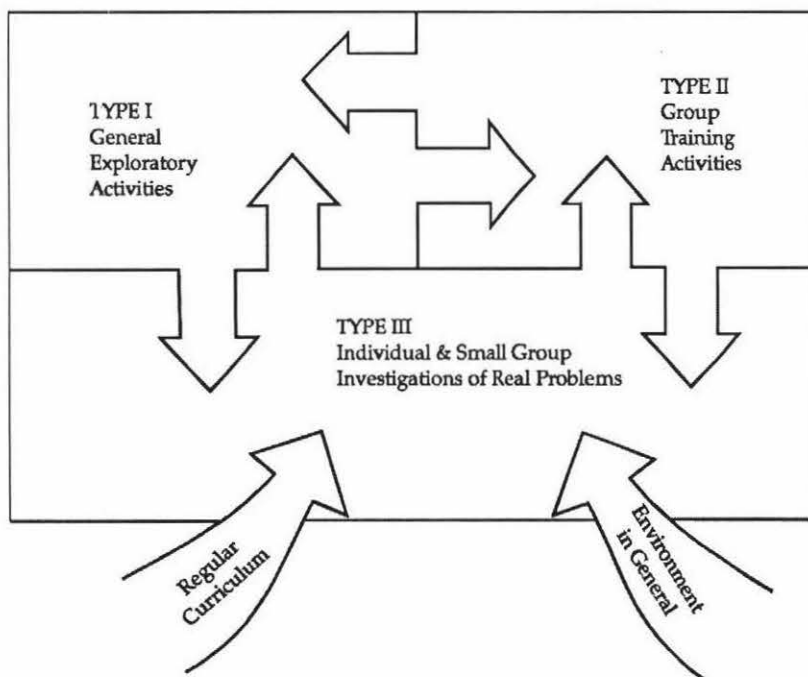 TYPE I
General
Exploratory
Activities
TYPE II
Group
Training
Activities
TYPE III
Individual & Small Group
Investigations of Real Problems
Regular
Curriculum
Environment
in General